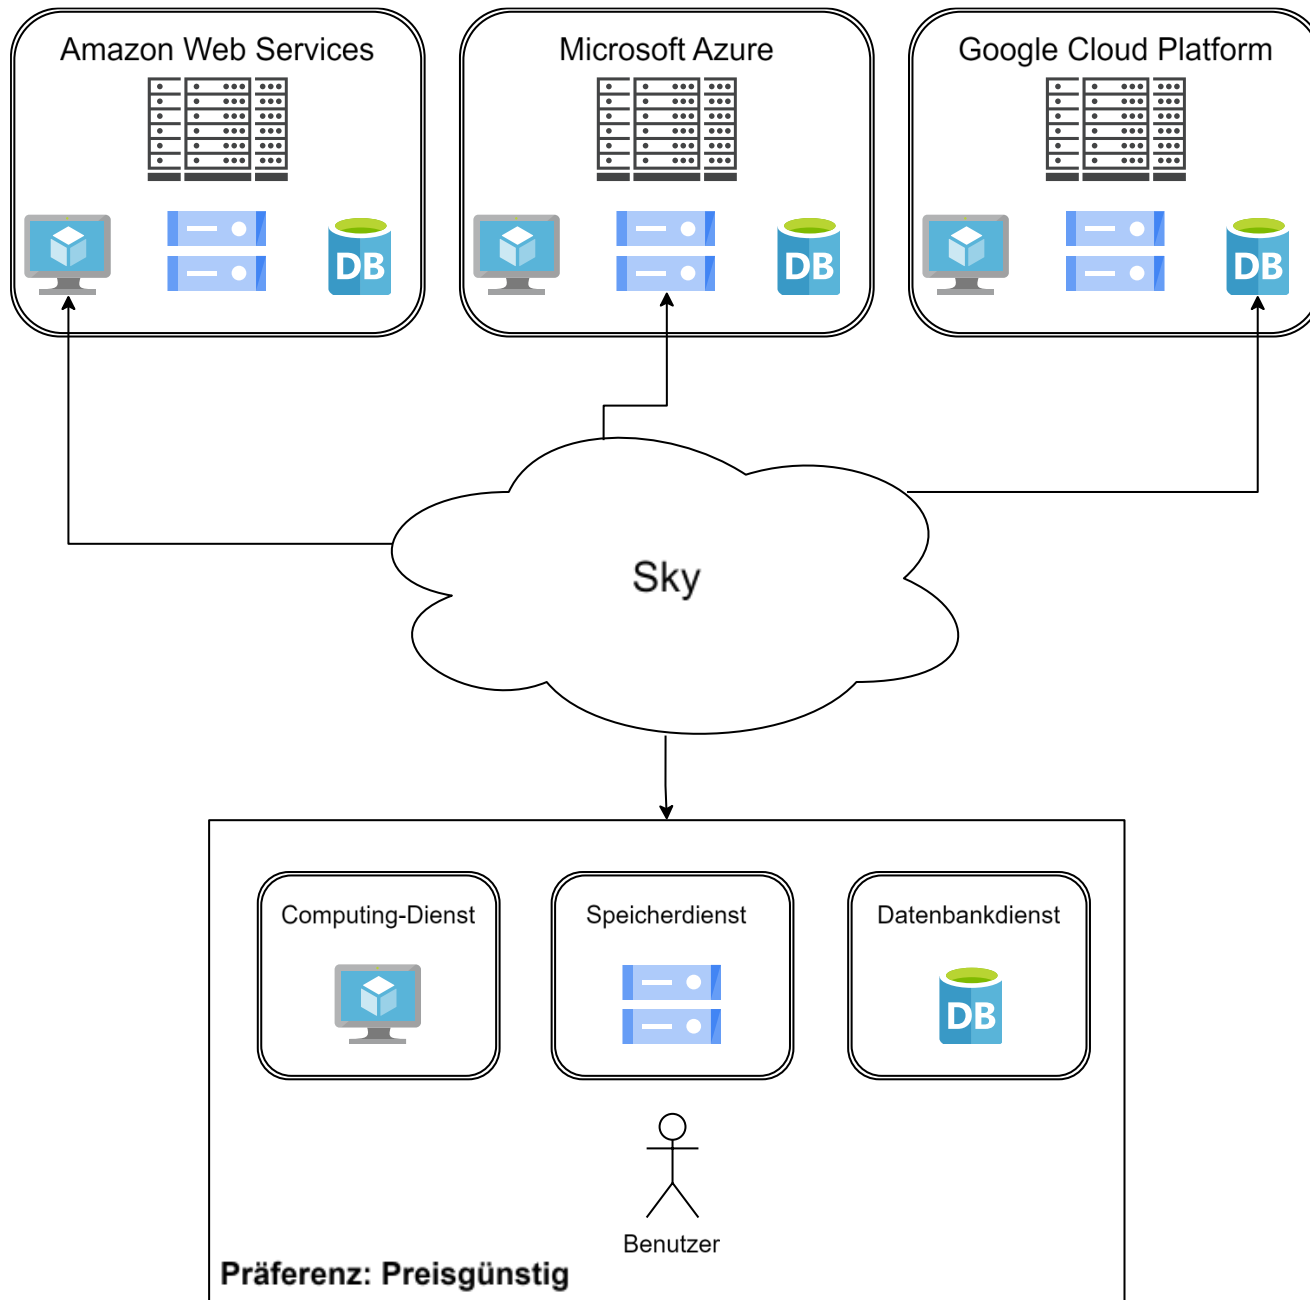 Amazon Web Services
Microsoft Azure
Google Cloud Platform
DB
DB
DB
Sky
Computing-Dienst
Speicherdienst
Datenbankdienst
DB
Benutzer
Präferenz: Preisgünstig